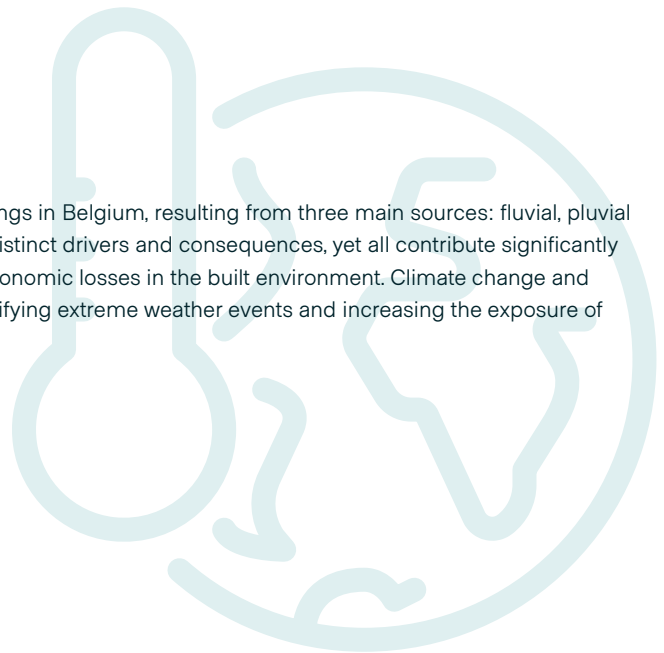 ngs in Belgium, resulting from three main sources: fluvial, pluvial
istinct drivers and consequences, yet all contribute significantly
onomic losses in the built environment. Climate change and
ifying extreme weather events and increasing the exposure of